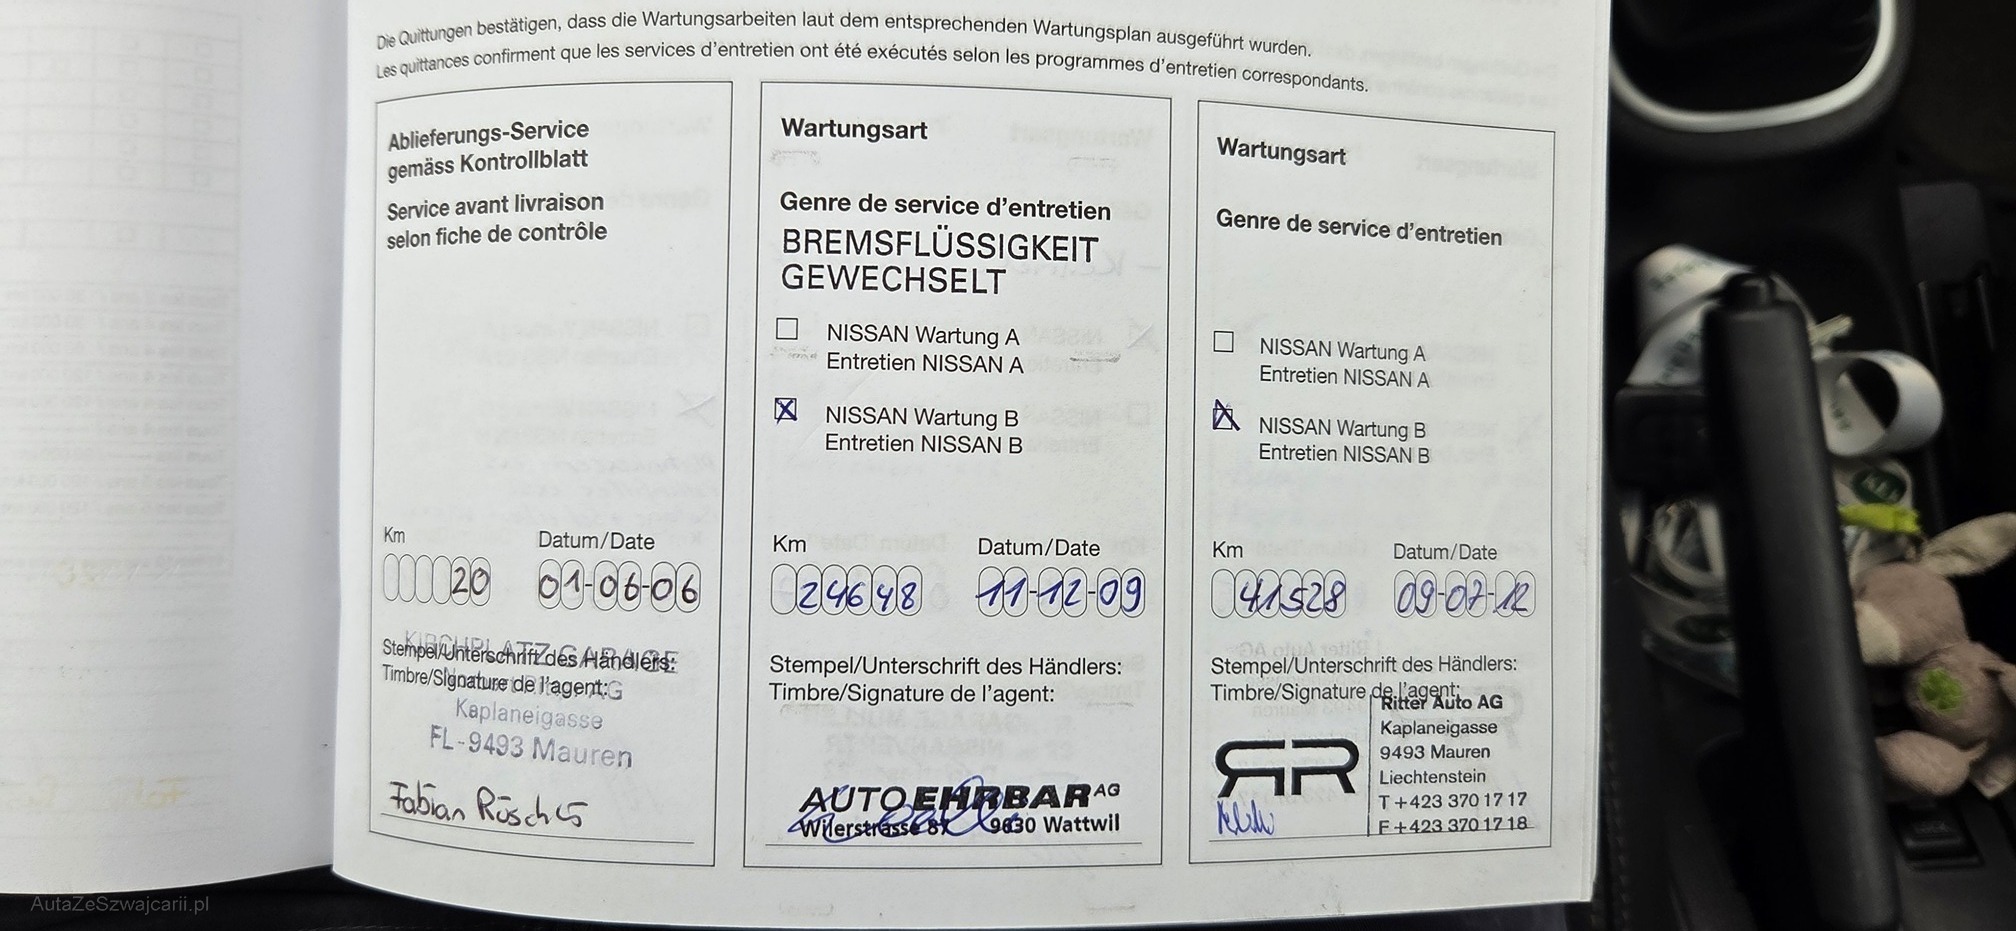 Die Quittungen bestätigen, dass die Wartungsarbeiten laut dem entsprechenden Wartungsplan ausgeführt wurden.
Les quittances confirment que les services d'entretien ont été exécutés selon les programmes d'entretien correspondants.
Ablieferungs-Service
gemäss Kontrollblatt
Service avant livraison
selon fiche de contrôle
Km
Datum/Date
20
01-06-06
Stempel/Unterschrift des Händlers:
Timbre/Signature de l'agent:
KIRCHPLATZ GARAGE
Kaplaneigasse
FL-9493 Mauren
Fabian
Wartungsart
Genre de service d'entretien
BREMSFLÜSSIGKEIT
GEWECHSELT
NISSAN Wartung A
Entretien NISSAN A
NISSAN Wartung B
Entretien NISSAN B
Km
Datum/Date
24648
11-12-09
Stempel/Unterschrift des Händlers:
Timbre/Signature de l'agent:
AUTO EHRBAR AG
Wilerstrasse 87 9630 Wattwil
Wartungsart
Genre de service d'entretien
NISSAN Wartung A
Entretien NISSAN A
NISSAN Wartung B
Entretien NISSAN B
Km
Datum/Date
41528
09-07-12
Stempel/Unterschrift des Händlers:
Timbre/Signature de l'agent:
Ritter Auto AG
Kaplaneigasse
9493 Mauren
Liechtenstein
T +423 370 17 17
F +423 370 17 18
AutaZeSzwajcarii.pl